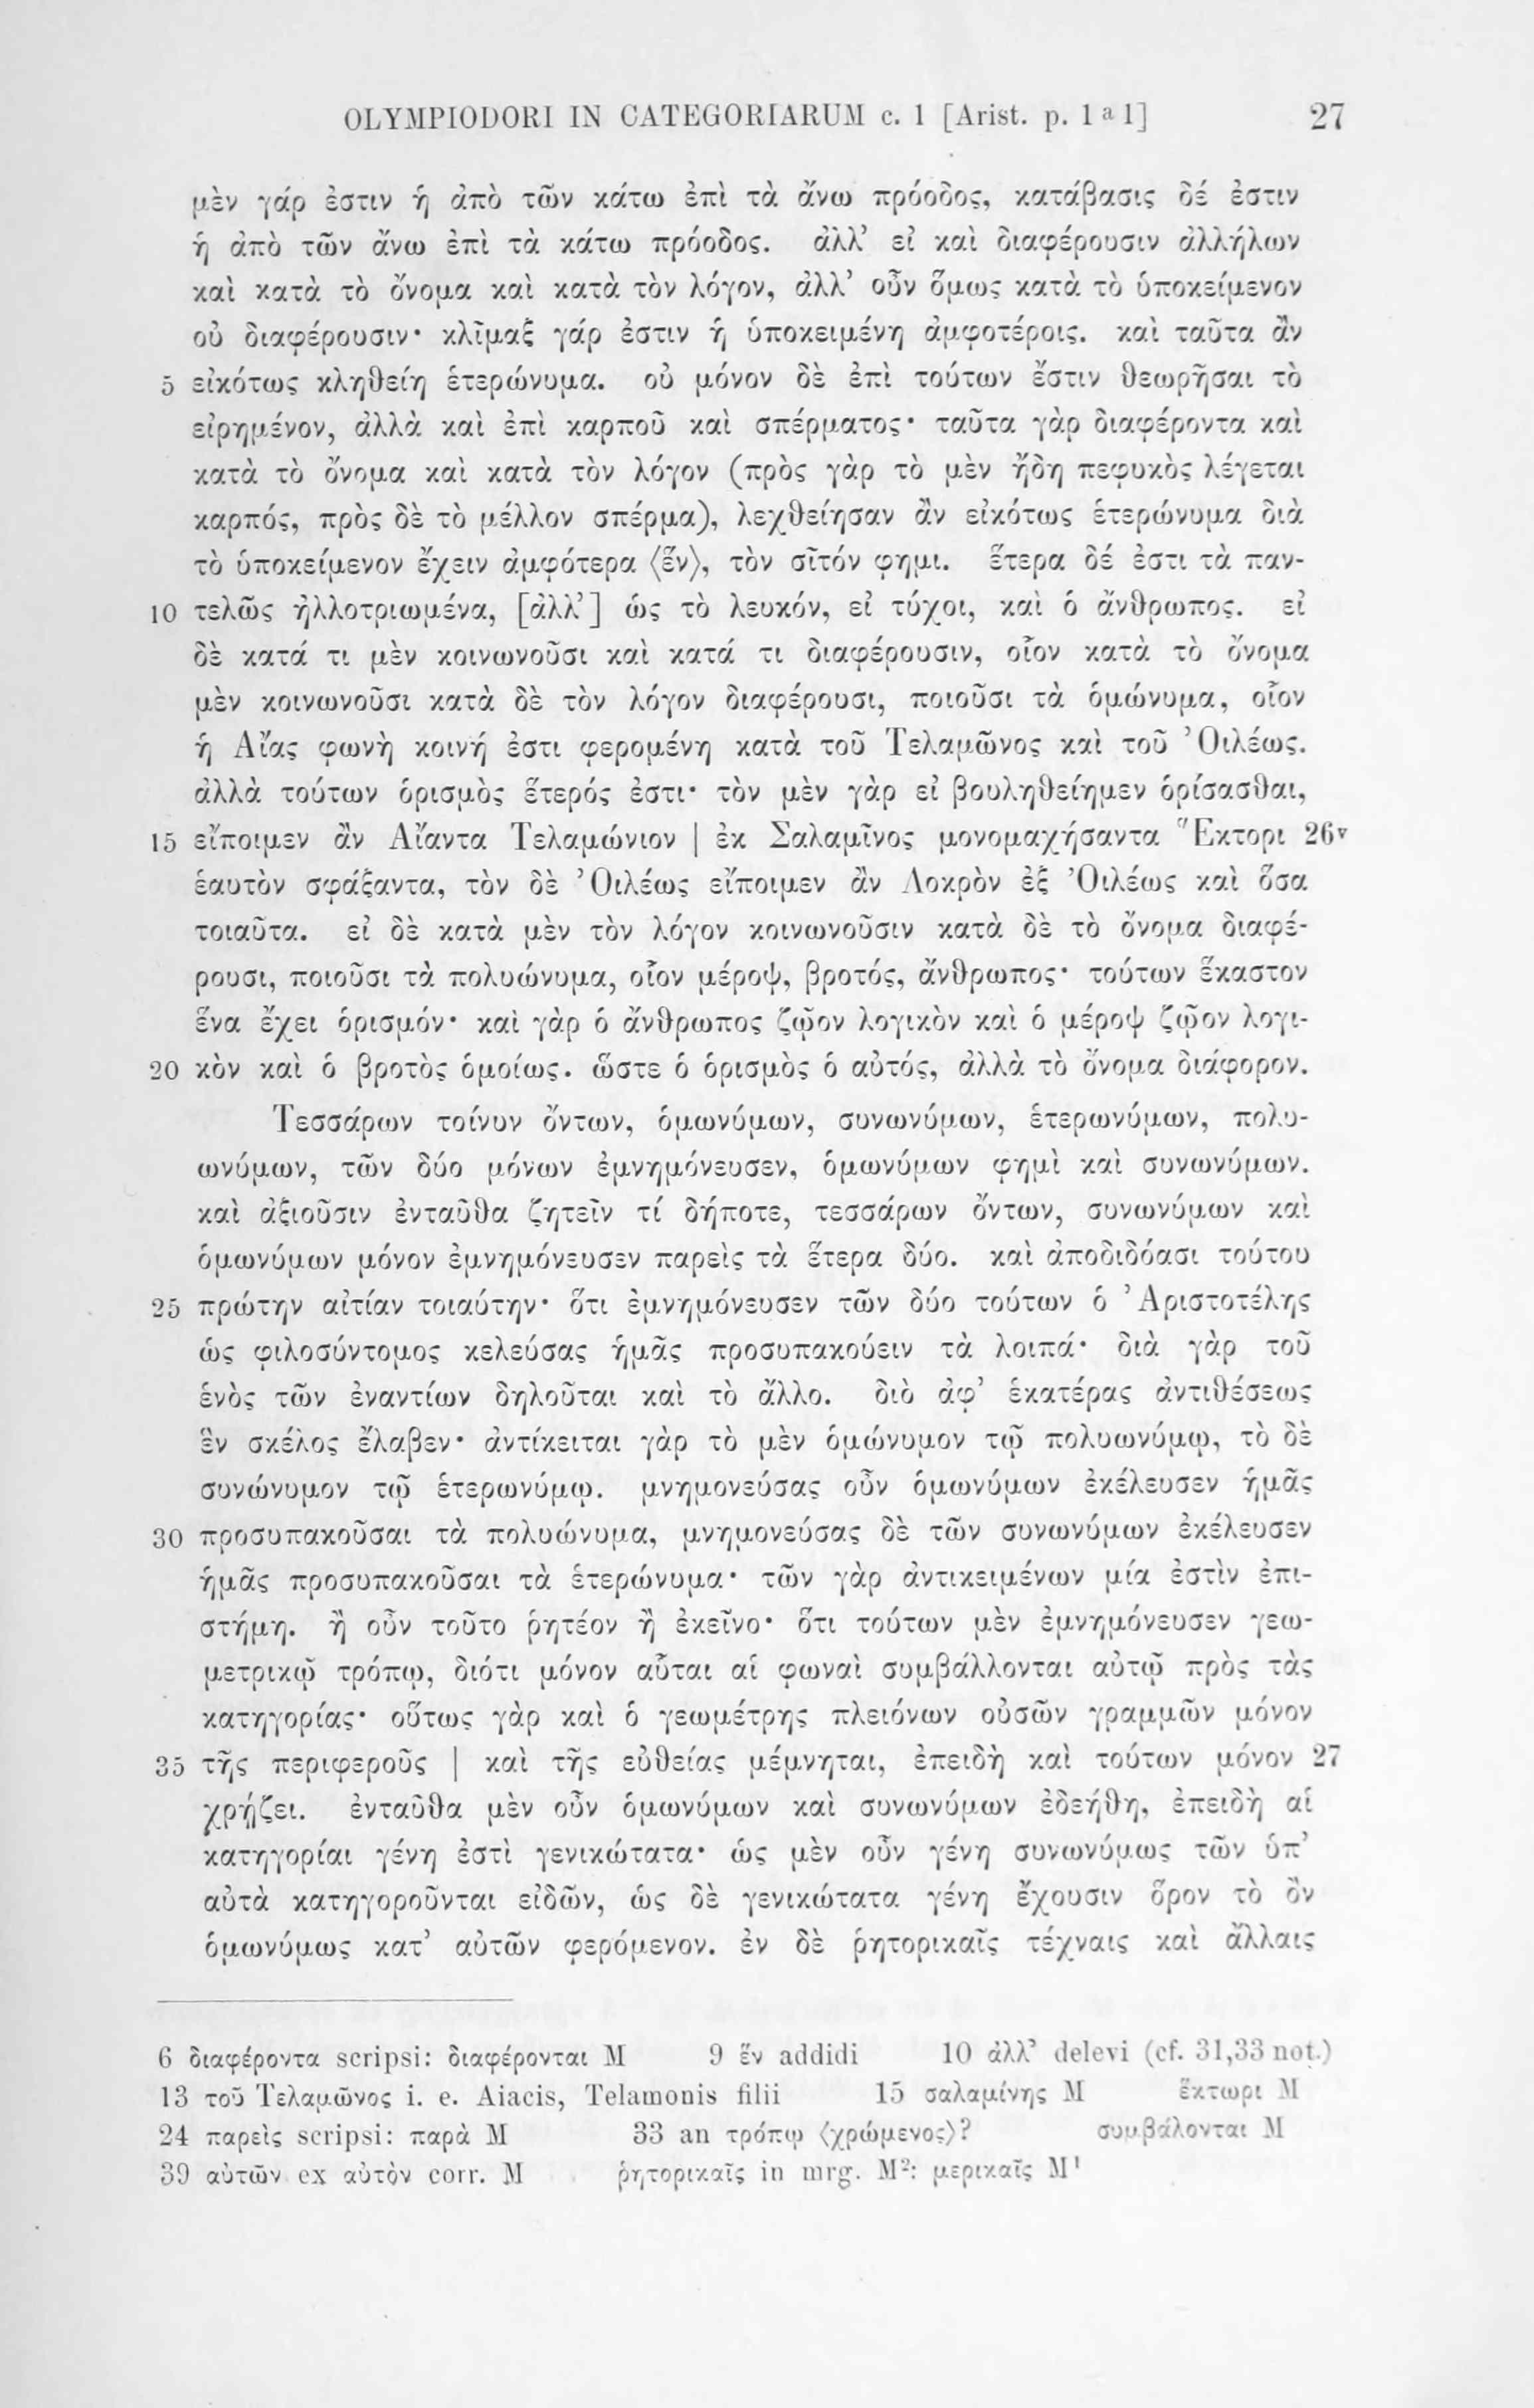 OLYMPIODORI IN CATEGORIARUM c. 1 [Arist. p. 1 a 1] 27
μὲν γάρ ἐστιν ἡ ἀπὸ τῶν κάτω ἐπὶ τὰ ἄνω πρόοδος, κατάβασις δέ ἐστιν
ἡ ἀπὸ τῶν ἄνω ἐπὶ τὰ κάτω πρόοδος. ἀλλ’ εἰ καὶ διαφέρουσιν ἀλλήλων
καὶ κατὰ τὸ ὄνομα καὶ κατὰ τὸν λόγον, ἀλλ’ οὖν ὅμως κατὰ τὸ ὑποκείμενον
οὐ διαφέρουσιν· κλῖμαξ γάρ ἐστιν ἡ ὑποκειμένη ἀμφοτέροις. καὶ ταῦτα ἂν
5 εἰκότως κληθείη ἑτερώνυμα. οὐ μόνον δὲ ἐπὶ τούτων ἔστιν θεωρῆσαι τὸ
εἰρημένον, ἀλλὰ καὶ ἐπὶ καρποῦ καὶ σπέρματος· ταῦτα γὰρ διαφέροντα καὶ
κατὰ τὸ ὄνομα καὶ κατὰ τὸν λόγον (πρὸς γὰρ τὸ μὲν ἤδη πεφυκὸς λέγεται
καρπός, πρὸς δὲ τὸ μέλλον σπέρμα), λεχθείησαν ἂν εἰκότως ἑτερώνυμα διὰ
τὸ ὑποκείμενον ἔχειν ἀμφότερα ⟨ἕν⟩, τὸν σῖτόν φημι. ἕτερα δέ ἐστι τὰ παν-
10 τελῶς ἠλλοτριωμένα, [ἀλλ’] ὡς τὸ λευκόν, εἰ τύχοι, καὶ ὁ ἄνθρωπος. εἰ
δὲ κατά τι μὲν κοινωνοῦσι καὶ κατά τι διαφέρουσιν, οἷον κατὰ τὸ ὄνομα
μὲν κοινωνοῦσι κατὰ δὲ τὸν λόγον διαφέρουσι, ποιοῦσι τὰ ὁμώνυμα, οἷον
ἡ Αἴας φωνὴ κοινή ἐστι φερομένη κατὰ τοῦ Τελαμῶνος καὶ τοῦ Ὀιλέως.
ἀλλὰ τούτων ὁρισμὸς ἕτερός ἐστι· τὸν μὲν γὰρ εἰ βουληθείημεν ὁρίσασθαι,
15 εἴποιμεν ἂν Αἴαντα Τελαμώνιον | ἐκ Σαλαμῖνος μονομαχήσαντα Ἕκτορι 26v
ἑαυτὸν σφάξαντα, τὸν δὲ Ὀιλέως εἴποιμεν ἂν Λοκρὸν ἐξ Ὀιλέως καὶ ὅσα
τοιαῦτα. εἰ δὲ κατὰ μὲν τὸν λόγον κοινωνοῦσιν κατὰ δὲ τὸ ὄνομα διαφέ-
ρουσι, ποιοῦσι τὰ πολυώνυμα, οἷον μέροψ, βροτός, ἄνθρωπος· τούτων ἕκαστον
ἕνα ἔχει ὁρισμόν· καὶ γὰρ ὁ ἄνθρωπος ζῷον λογικὸν καὶ ὁ μέροψ ζῷον λογι-
20 κὸν καὶ ὁ βροτὸς ὁμοίως. ὥστε ὁ ὁρισμὸς ὁ αὐτός, ἀλλὰ τὸ ὄνομα διάφορον.
Τεσσάρων τοίνυν ὄντων, ὁμωνύμων, συνωνύμων, ἑτερωνύμων, πολυ-
ωνύμων, τῶν δύο μόνων ἐμνημόνευσεν, ὁμωνύμων φημὶ καὶ συνωνύμων.
καὶ ἀξιοῦσιν ἐνταῦθα ζητεῖν τί δήποτε, τεσσάρων ὄντων, συνωνύμων καὶ
ὁμωνύμων μόνον ἐμνημόνευσεν παρεὶς τὰ ἕτερα δύο. καὶ ἀποδιδόασι τούτου
25 πρώτην αἰτίαν τοιαύτην· ὅτι ἐμνημόνευσεν τῶν δύο τούτων ὁ Ἀριστοτέλης
ὡς φιλοσύντομος κελεύσας ἡμᾶς προσυπακούειν τὰ λοιπά· διὰ γὰρ τοῦ
ἑνὸς τῶν ἐναντίων δηλοῦται καὶ τὸ ἄλλο. διὸ ἀφ’ ἑκατέρας ἀντιθέσεως
ἓν σκέλος ἔλαβεν· ἀντίκειται γὰρ τὸ μὲν ὁμώνυμον τῷ πολυωνύμῳ, τὸ δὲ
συνώνυμον τῷ ἑτερωνύμῳ. μνημονεύσας οὖν ὁμωνύμων ἐκέλευσεν ἡμᾶς
30 προσυπακοῦσαι τὰ πολυώνυμα, μνημονεύσας δὲ τῶν συνωνύμων ἐκέλευσεν
ἡμᾶς προσυπακοῦσαι τὰ ἑτερώνυμα· τῶν γὰρ ἀντικειμένων μία ἐστὶν ἐπι-
στήμη. ἢ οὖν τοῦτο ῥητέον ἢ ἐκεῖνο· ὅτι τούτων μὲν ἐμνημόνευσεν γεω-
μετρικῷ τρόπῳ, διότι μόνον αὗται αἱ φωναὶ συμβάλλονται αὐτῷ πρὸς τὰς
κατηγορίας· οὕτως γὰρ καὶ ὁ γεωμέτρης πλειόνων οὐσῶν γραμμῶν μόνον
35 τῆς περιφεροῦς | καὶ τῆς εὐθείας μέμνηται, ἐπειδὴ καὶ τούτων μόνον 27
χρῄζει. ἐνταῦθα μὲν οὖν ὁμωνύμων καὶ συνωνύμων ἐδεήθη, ἐπειδὴ αἱ
κατηγορίαι γένη ἐστὶ γενικώτατα· ὡς μὲν οὖν γένη συνωνύμως τῶν ὑπ’
αὐτὰ κατηγοροῦνται εἰδῶν, ὡς δὲ γενικώτατα γένη ἔχουσιν ὅρον τὸ ὂν
ὁμωνύμως κατ’ αὐτῶν φερόμενον. ἐν δὲ ῥητορικαῖς τέχναις καὶ ἄλλαις
6 διαφέροντα scripsi: διαφέρονται M 9 ἕν addidi 10 ἀλλ’ delevi (cf. 31,33 not.)
13 τοῦ Τελαμῶνος i. e. Aiacis, Telamonis filii 15 σαλαμίνης M ἕκτωρι M
24 παρεὶς scripsi: παρὰ M 33 an τρόπῳ ⟨χρώμενος⟩? συμβάλονται M
39 αὐτῶν ex αὐτὸν corr. M ῥητορικαῖς in mrg. M²: μερικαῖς M¹